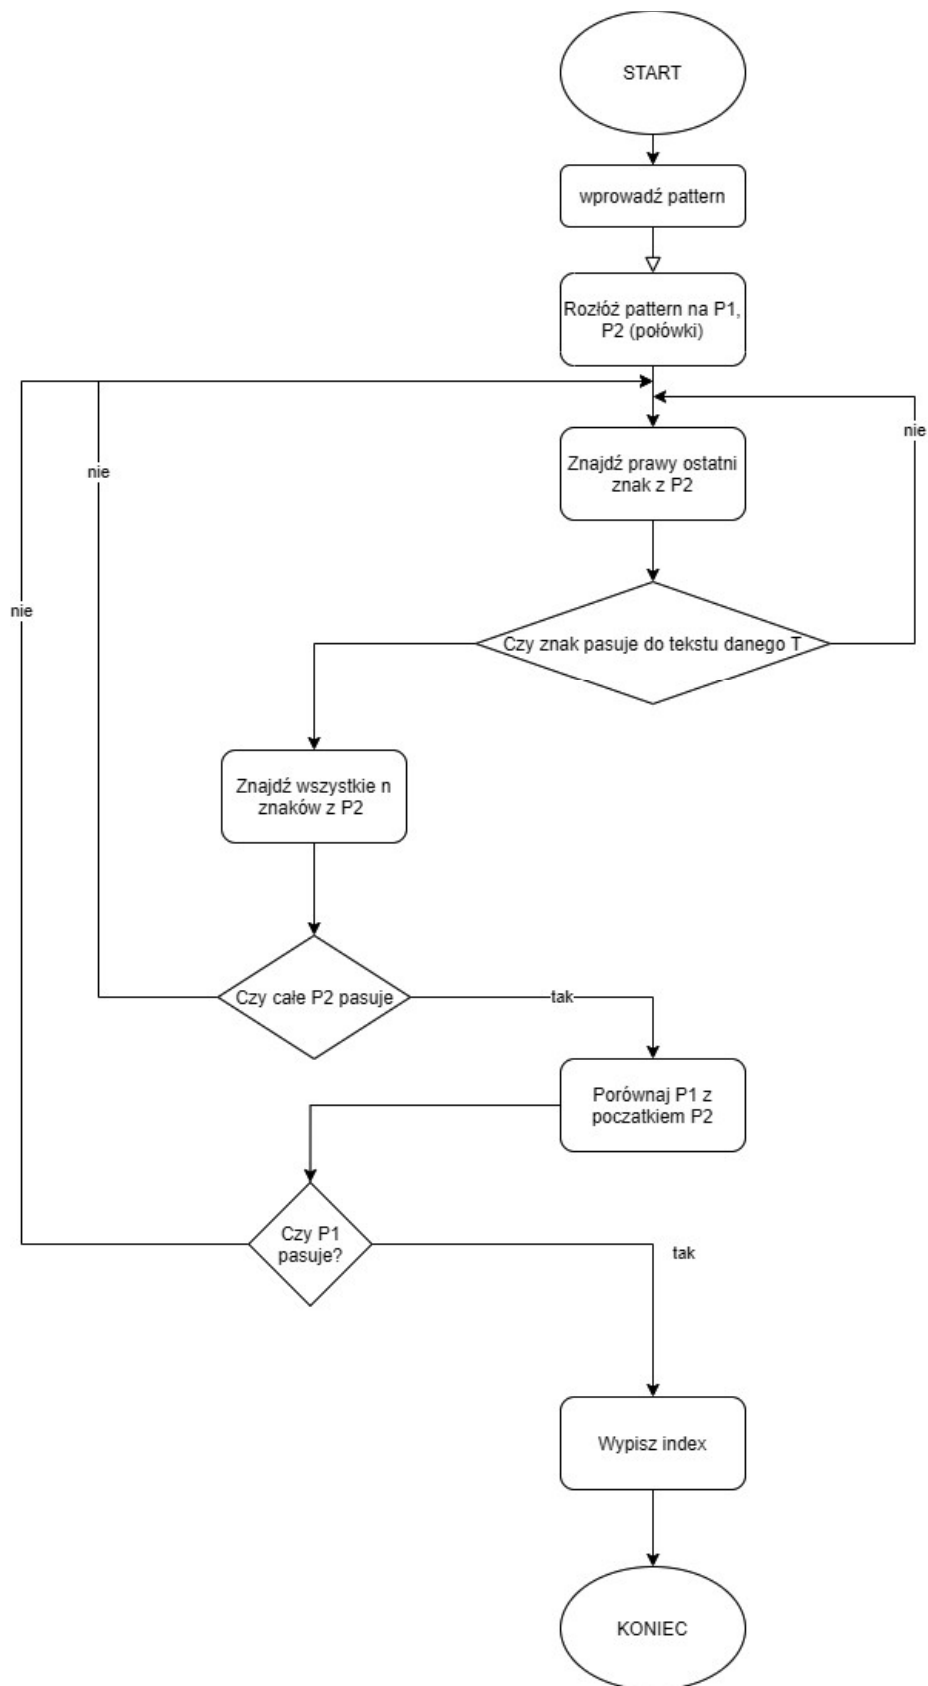 START
wprowadź pattern
Rozłóż pattern na P1,
P2 (połówki)
nie
nie
Znajdź prawy ostatni
znak z P2
nie
Czy znak pasuje do tekstu danego T
Znajdź wszystkie n
znaków z P2
Czy całe P2 pasuje
tak
Porównaj P1 z
poczatkiem P2
Czy P1
pasuje?
tak
Wypisz index
KONIEC